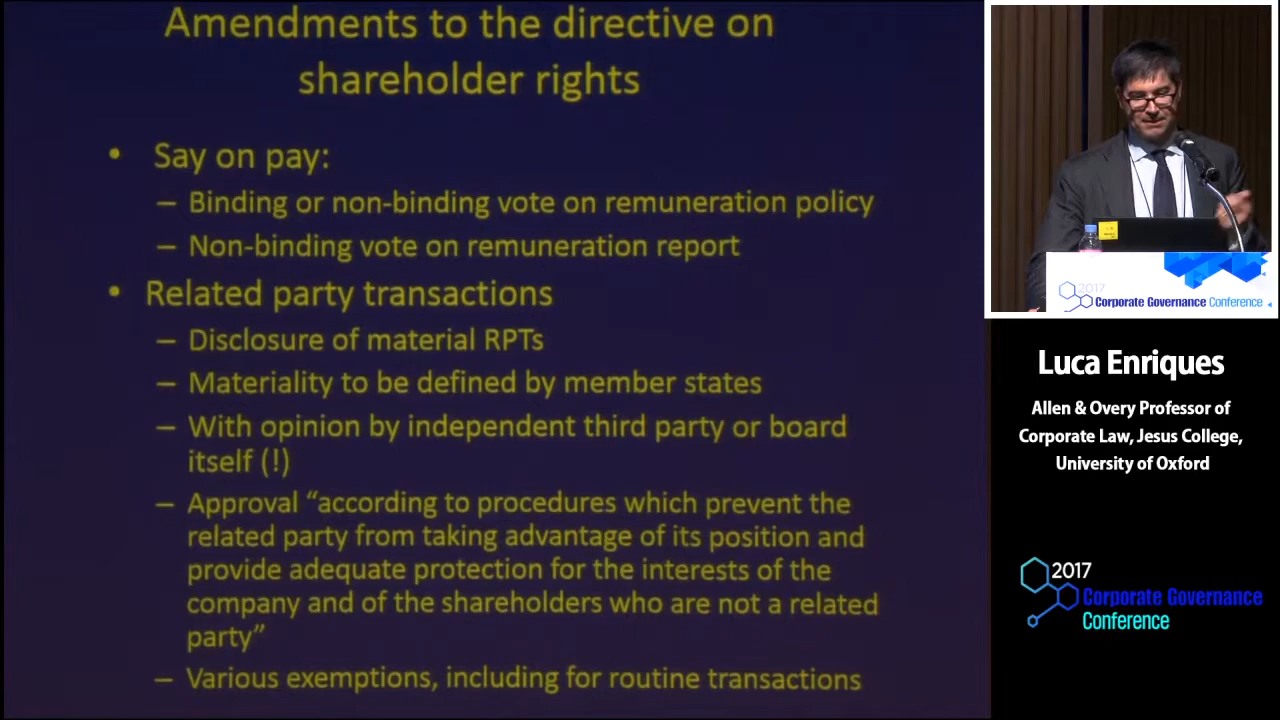 Amendments to the directive on
shareholder rights
• Say on pay:
– Binding or non-binding vote on remuneration policy
– Non-binding vote on remuneration report
• Related party transactions
– Disclosure of material RPTs
– Materiality to be defined by member states
– With opinion by independent third party or board
itself (!)
– Approval “according to procedures which prevent the
related party from taking advantage of its position and
provide adequate protection for the interests of the
company and of the shareholders who are not a related
party”
– Various exemptions, including for routine transactions
2017
Corporate Governance Conference
Luca Enriques
Allen & Overy Professor of
Corporate Law, Jesus College,
University of Oxford
2017
Corporate Governance
Conference